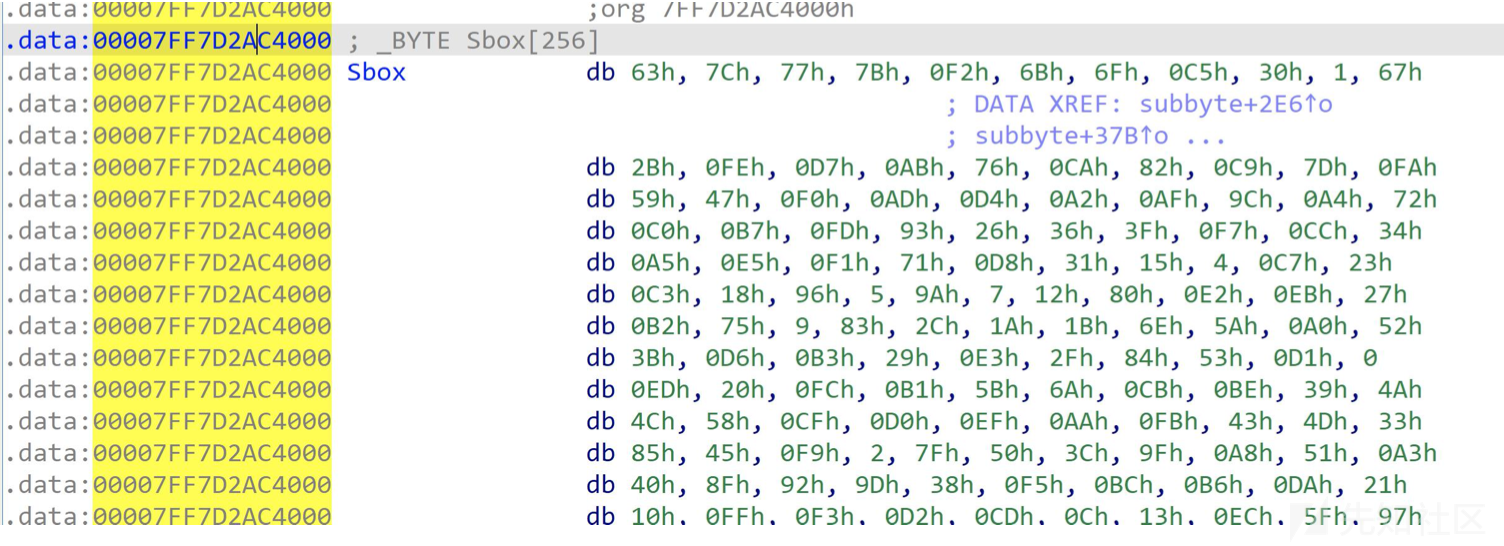 .data:00007FF7D2AC4000 ;org 7FF7D2AC4000h
.data:00007FF7D2AC4000 ; _BYTE Sbox[256]
.data:00007FF7D2AC4000 Sbox db 63h, 7Ch, 77h, 7Bh, 0F2h, 6Bh, 6Fh, 0C5h, 30h, 1, 67h
.data:00007FF7D2AC4000 ; DATA XREF: subbyte+2E6↑o
.data:00007FF7D2AC4000 ; subbyte+37B↑o ...
.data:00007FF7D2AC4000 db 2Bh, 0FEh, 0D7h, 0ABh, 76h, 0CAh, 82h, 0C9h, 7Dh, 0FAh
.data:00007FF7D2AC4000 db 59h, 47h, 0F0h, 0ADh, 0D4h, 0A2h, 0AFh, 9Ch, 0A4h, 72h
.data:00007FF7D2AC4000 db 0C0h, 0B7h, 0FDh, 93h, 26h, 36h, 3Fh, 0F7h, 0CCh, 34h
.data:00007FF7D2AC4000 db 0A5h, 0E5h, 0F1h, 71h, 0D8h, 31h, 15h, 4, 0C7h, 23h
.data:00007FF7D2AC4000 db 0C3h, 18h, 96h, 5, 9Ah, 7, 12h, 80h, 0E2h, 0EBh, 27h
.data:00007FF7D2AC4000 db 0B2h, 75h, 9, 83h, 2Ch, 1Ah, 1Bh, 6Eh, 5Ah, 0A0h, 52h
.data:00007FF7D2AC4000 db 3Bh, 0D6h, 0B3h, 29h, 0E3h, 2Fh, 84h, 53h, 0D1h, 0
.data:00007FF7D2AC4000 db 0EDh, 20h, 0FCh, 0B1h, 5Bh, 6Ah, 0CBh, 0BEh, 39h, 4Ah
.data:00007FF7D2AC4000 db 4Ch, 58h, 0CFh, 0D0h, 0EFh, 0AAh, 0FBh, 43h, 4Dh, 33h
.data:00007FF7D2AC4000 db 85h, 45h, 0F9h, 2, 7Fh, 50h, 3Ch, 9Fh, 0A8h, 51h, 0A3h
.data:00007FF7D2AC4000 db 40h, 8Fh, 92h, 9Dh, 38h, 0F5h, 0BCh, 0B6h, 0DAh, 21h
.data:00007FF7D2AC4000 db 10h, 0FFh, 0F3h, 0D2h, 0CDh, 0Ch, 13h, 0ECh, 5Fh, 97h
先知社区